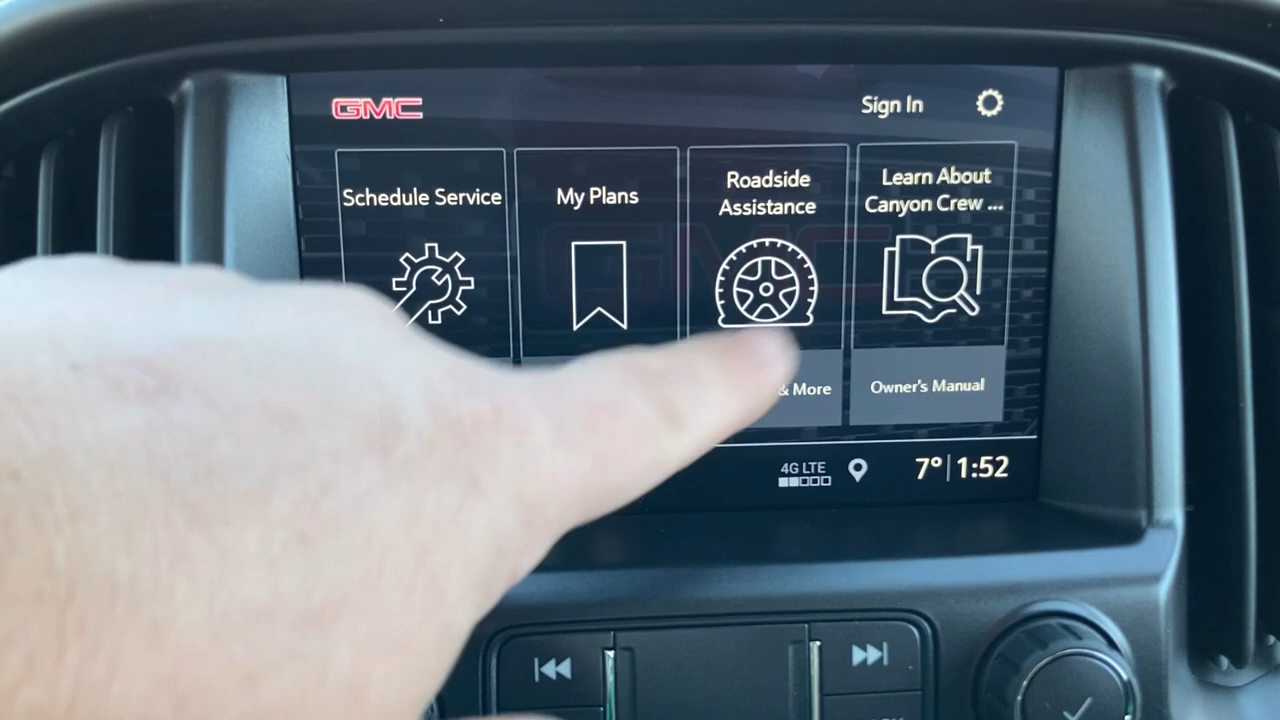 GMC
Sign In
Schedule Service
My Plans
Roadside
Assistance
Learn About
Canyon Crew ...
& More
Owner's Manual
4G LTE
7° 1:52